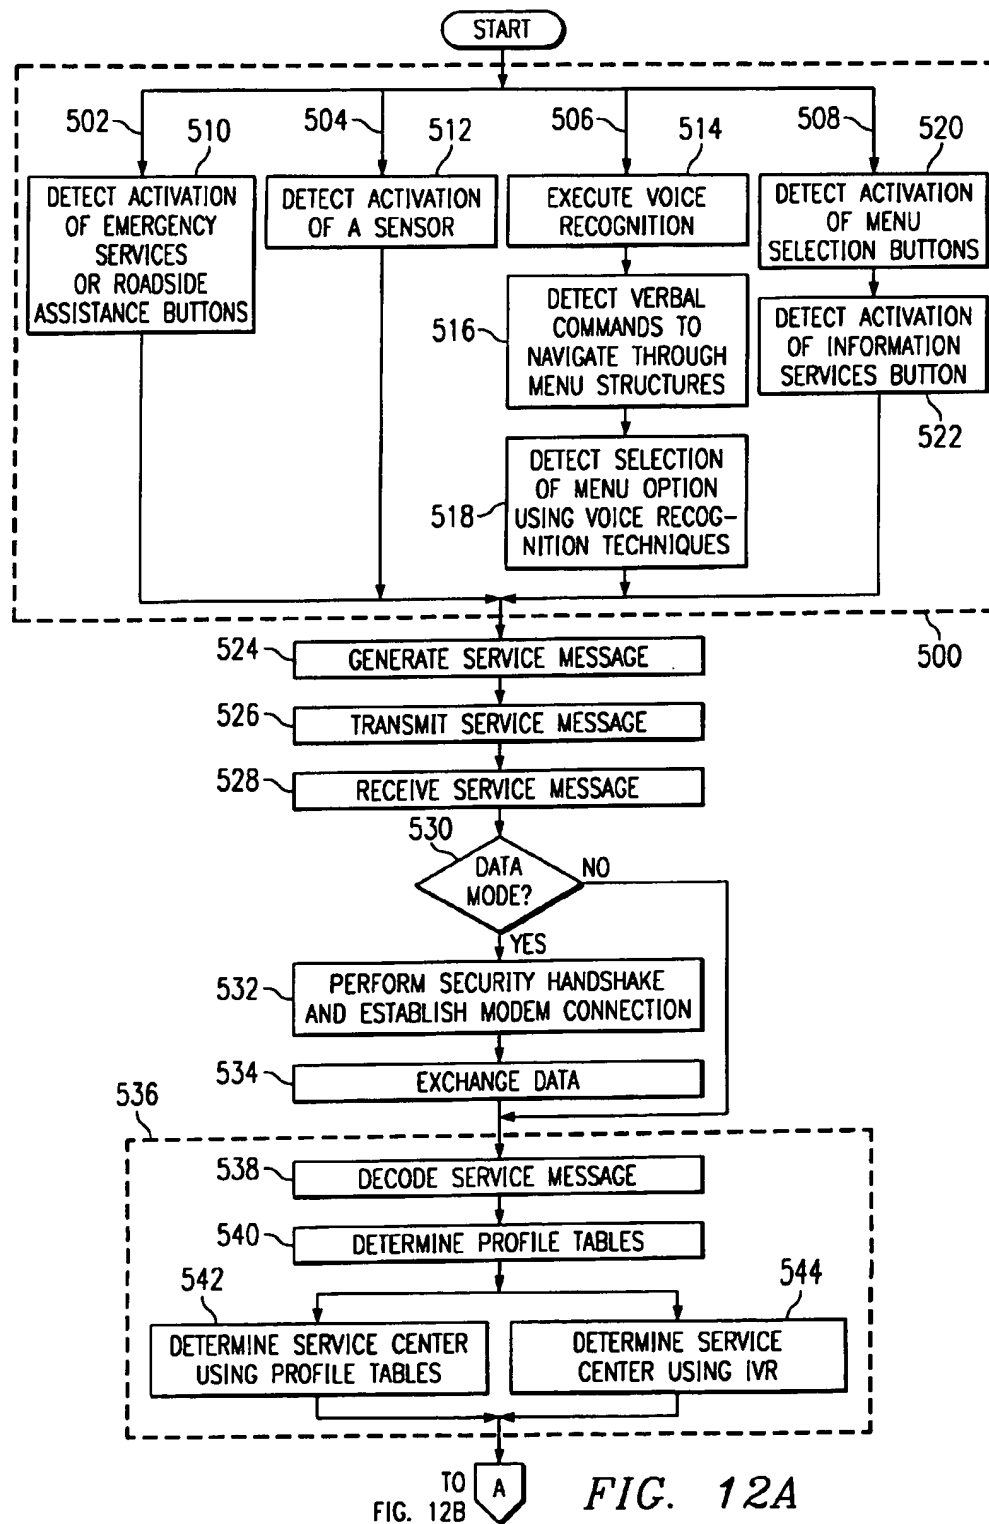 START
502
510
504
512
506
514
508
520
DETECT ACTIVATION
OF EMERGENCY
SERVICES
OR ROADSIDE
ASSISTANCE BUTTONS
DETECT ACTIVATION
OF A SENSOR
EXECUTE VOICE
RECOGNITION
DETECT ACTIVATION
OF MENU
SELECTION BUTTONS
516
DETECT VERBAL
COMMANDS TO
NAVIGATE THROUGH
MENU STRUCTURES
DETECT ACTIVATION
OF INFORMATION
SERVICES BUTTON
522
518
DETECT SELECTION
OF MENU OPTION
USING VOICE RECOG-
NITION TECHNIQUES
500
524
GENERATE SERVICE MESSAGE
526
TRANSMIT SERVICE MESSAGE
528
RECEIVE SERVICE MESSAGE
530
DATA
MODE?
NO
YES
532
PERFORM SECURITY HANDSHAKE
AND ESTABLISH MODEM CONNECTION
534
EXCHANGE DATA
536
538
DECODE SERVICE MESSAGE
540
DETERMINE PROFILE TABLES
542
544
DETERMINE SERVICE CENTER
USING PROFILE TABLES
DETERMINE SERVICE
CENTER USING IVR
TO
FIG. 12B
A
FIG. 12A